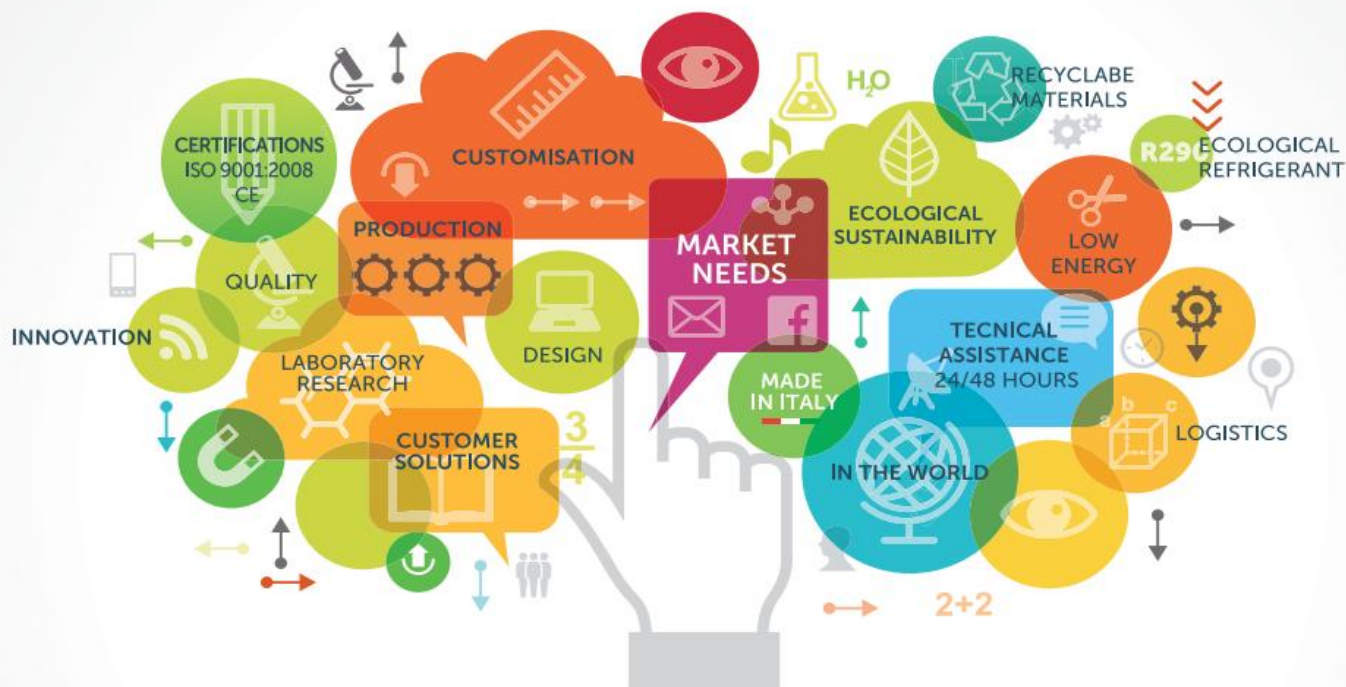 CERTIFICATIONS
ISO 9001:2008
CE
CUSTOMISATION
H2O
RECYCLABE
MATERIALS
R290
ECOLOGICAL
REFRIGERANT
PRODUCTION
MARKET
NEEDS
ECOLOGICAL
SUSTAINABILITY
LOW
ENERGY
QUALITY
INNOVATION
LABORATORY
RESEARCH
DESIGN
f
TECNICAL
ASSISTANCE
24/48 HOURS
MADE
IN ITALY
a b c
LOGISTICS
CUSTOMER
SOLUTIONS
3
4
IN THE WORLD
2+2